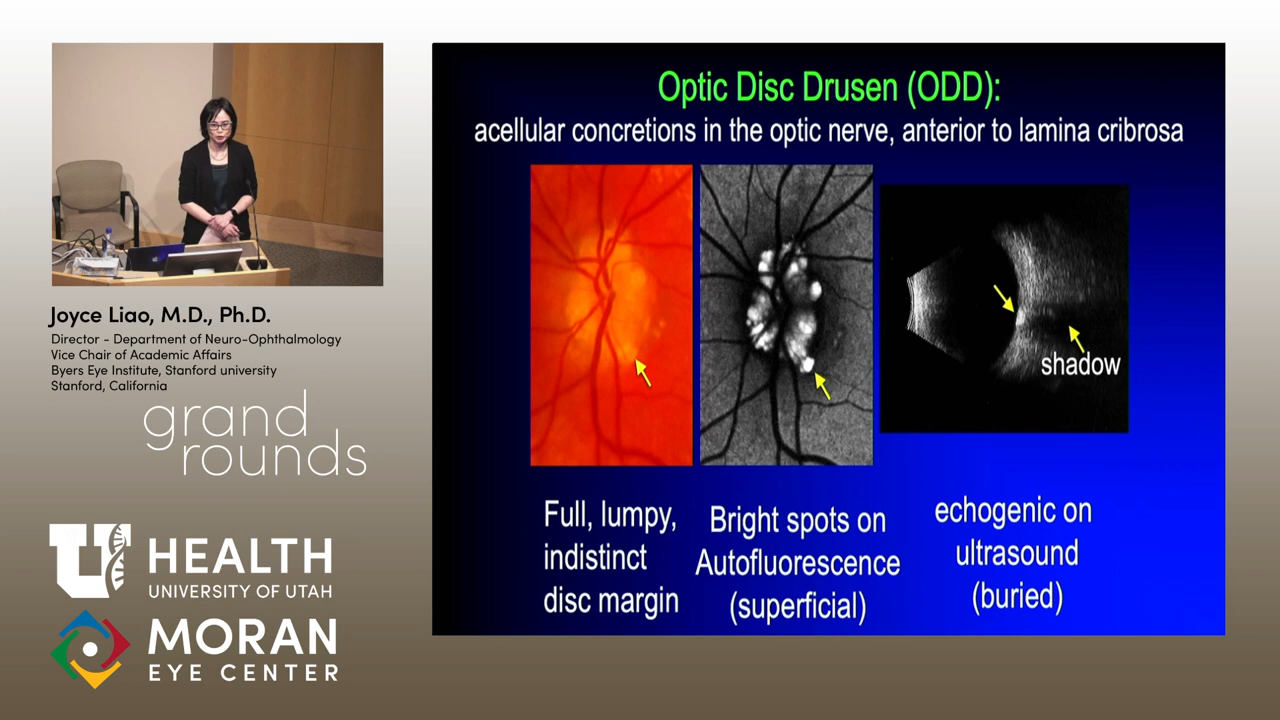 Optic Disc Drusen (ODD):
acellular concretions in the optic nerve, anterior to lamina cribrosa
shadow
Full, lumpy,
indistinct
disc margin
Bright spots on
Autofluorescence
(superficial)
echogenic on
ultrasound
(buried)
Joyce Liao, M.D., Ph.D.
Director - Department of Neuro-Ophthalmology
Vice Chair of Academic Affairs
Byers Eye Institute, Stanford university
Stanford, California
grand
rounds
U HEALTH
UNIVERSITY OF UTAH
MORAN
EYE CENTER